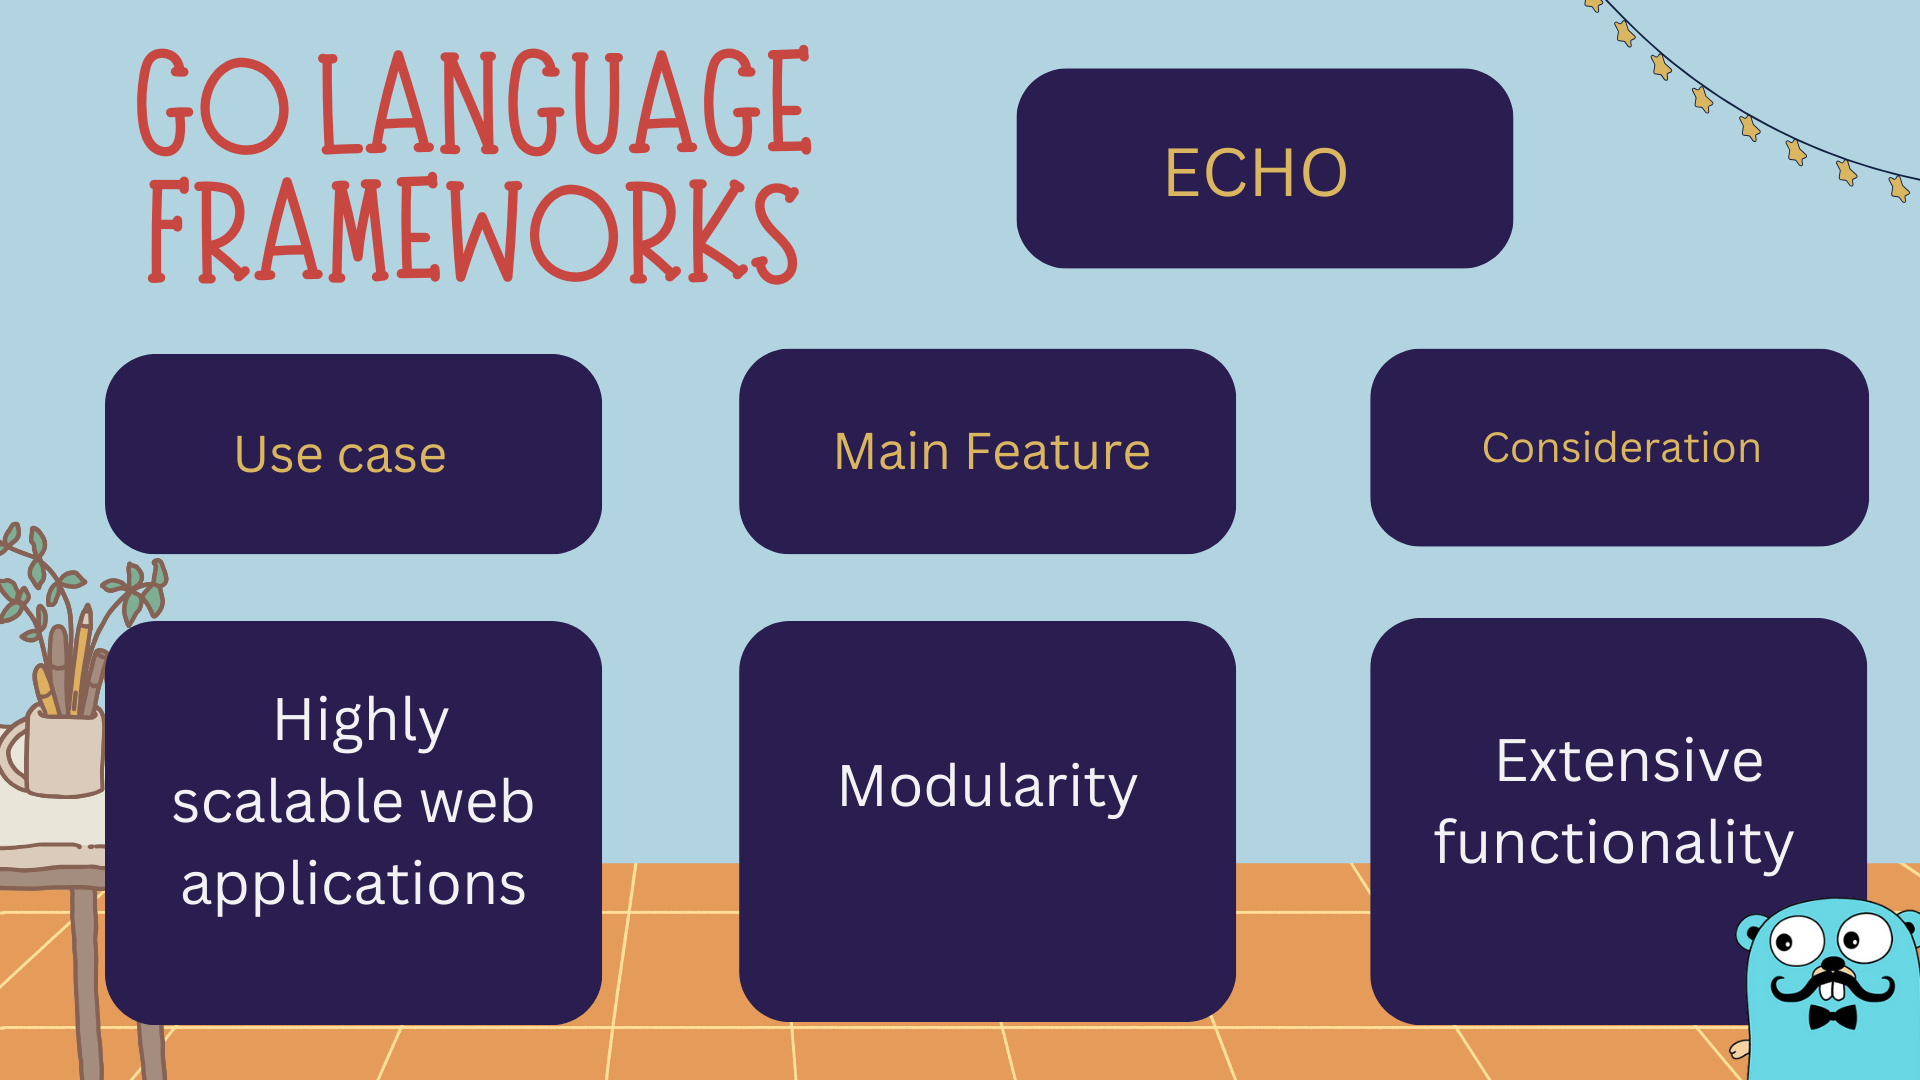 GO LANGUAGE
FRAMEWORKS
ECHO
Use case
Main Feature
Consideration
Highly
scalable web
applications
Modularity
Extensive
functionality